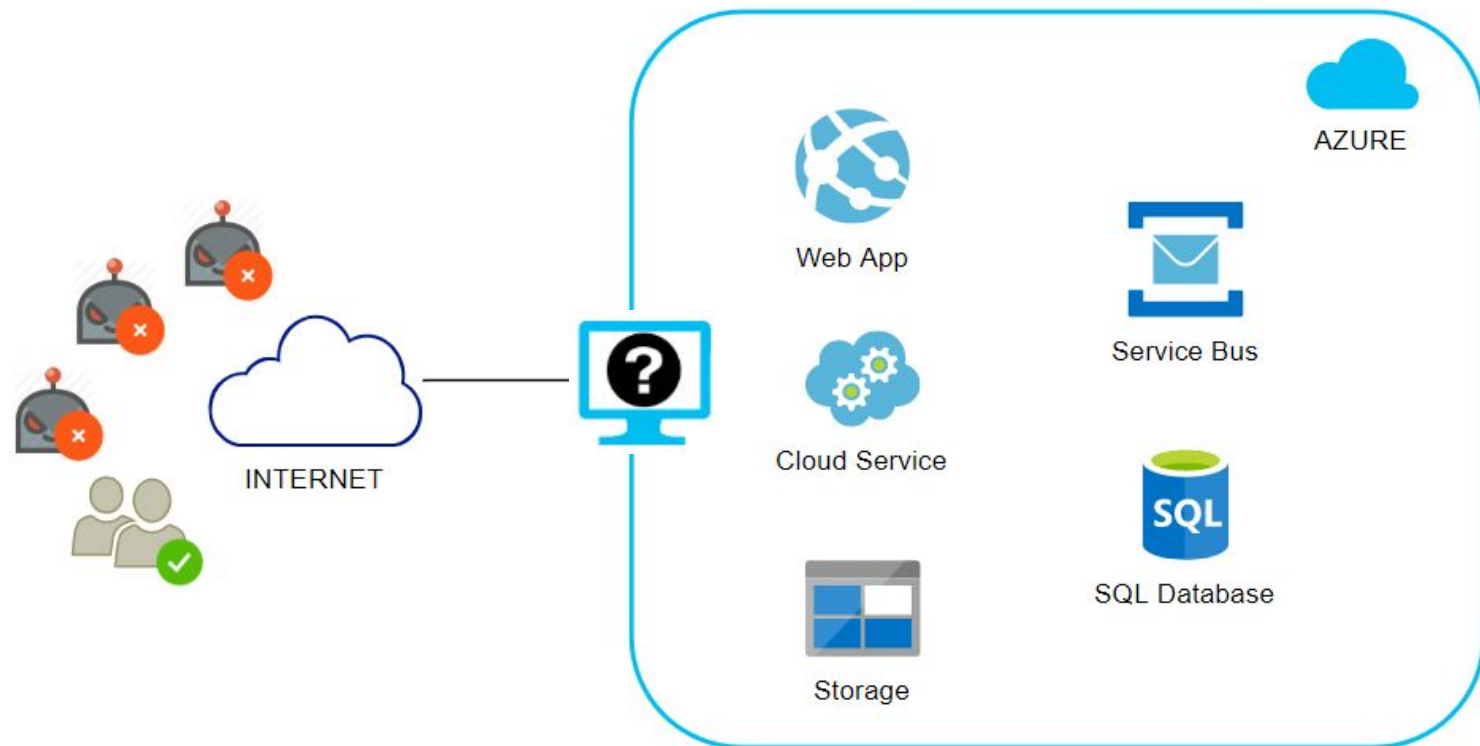 AZURE
Web App
Service Bus
?
Cloud Service
INTERNET
SQL
SQL Database
Storage